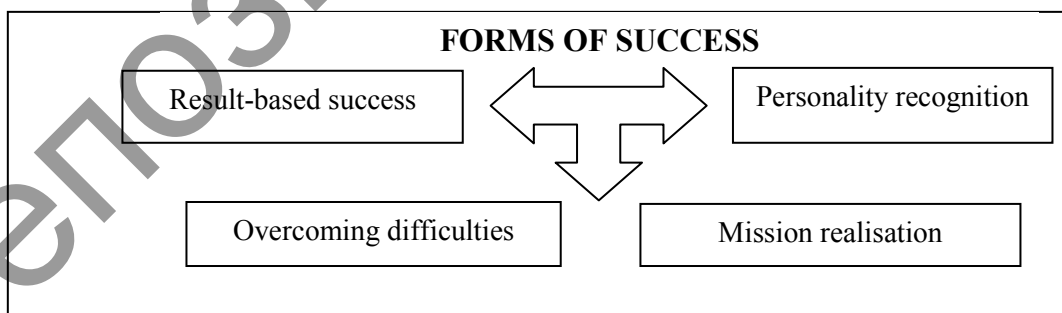 FORMS OF SUCCESS
Result-based success
Personality recognition
Overcoming difficulties
Mission realisation